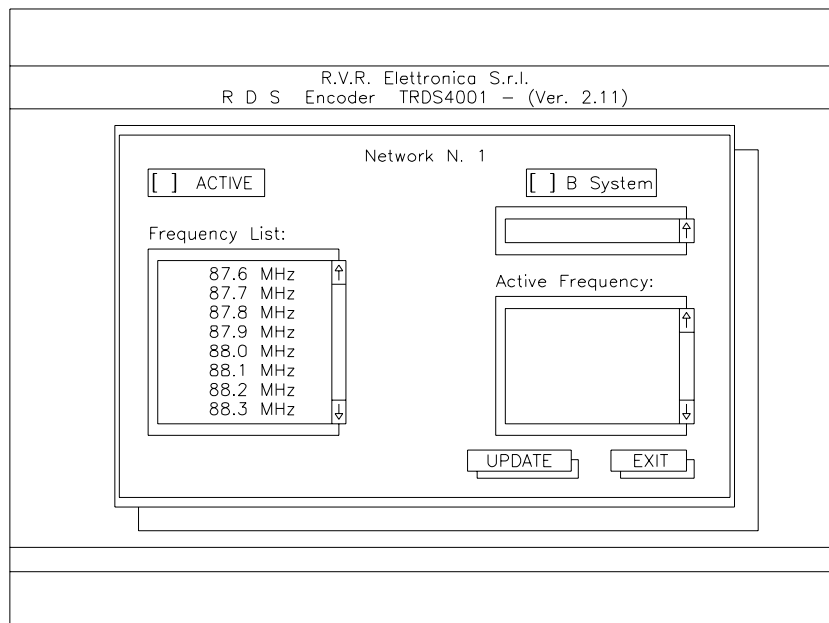 R.V.R. Elettronica S.r.l.
R D S Encoder TRDS4001 - (Ver. 2.11)
Network N. 1
[ ] ACTIVE
[ ] B System
Frequency List:
87.6 MHz
87.7 MHz
87.8 MHz
87.9 MHz
88.0 MHz
88.1 MHz
88.2 MHz
88.3 MHz
Active Frequency:
UPDATE
EXIT